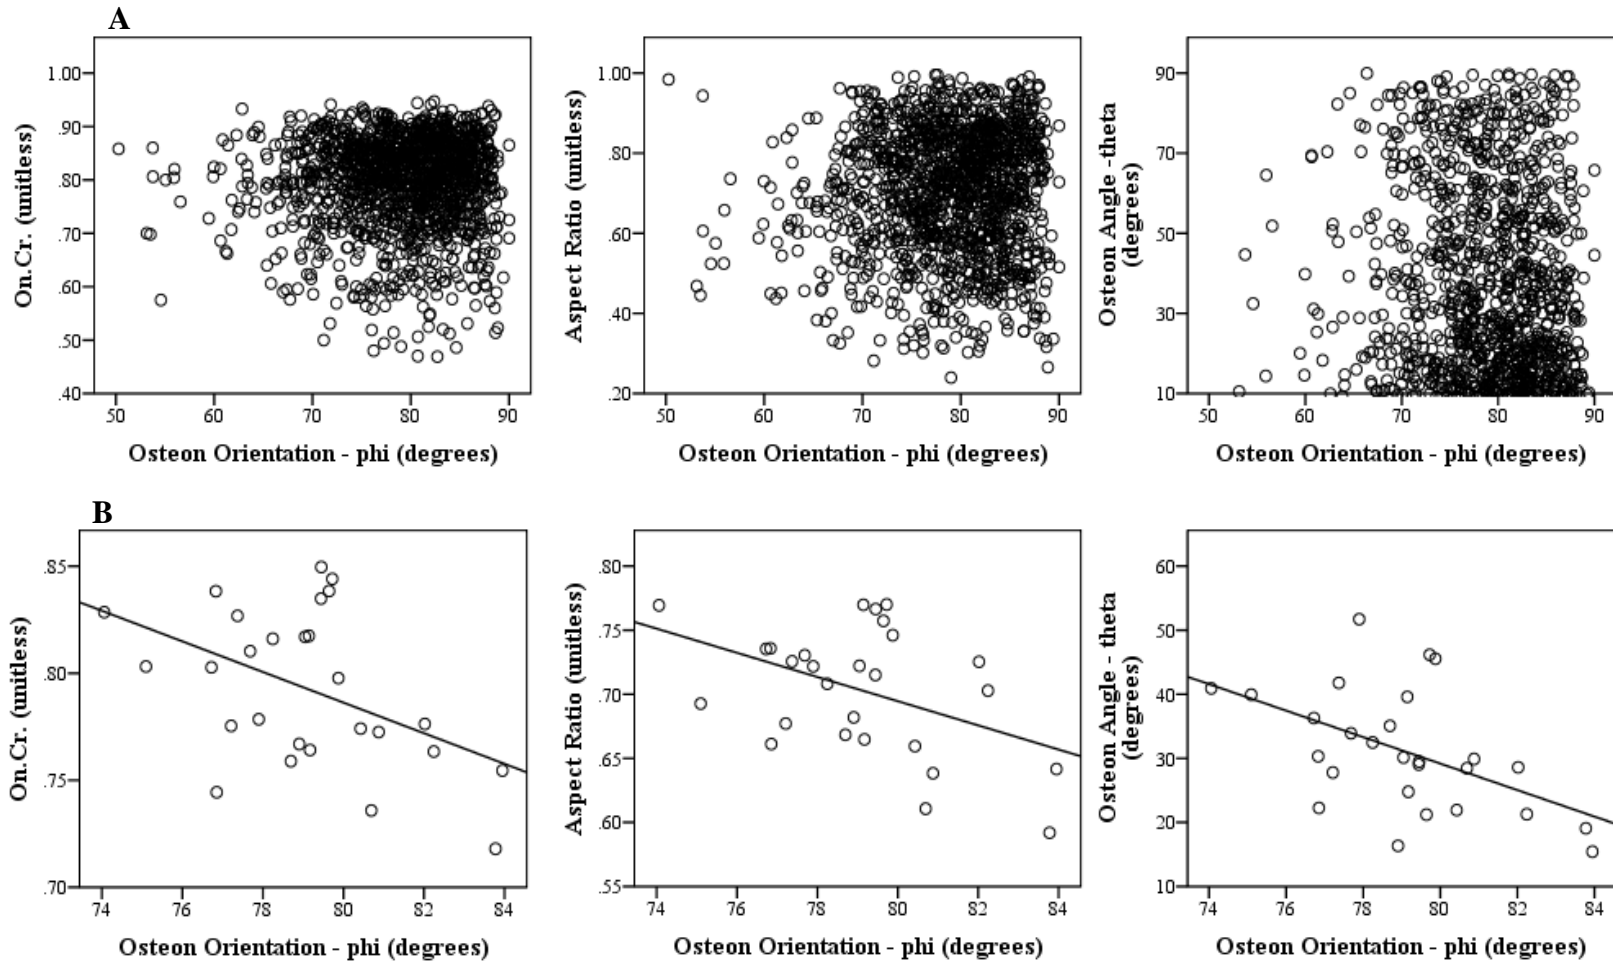 A
On.Cr. (unitless)
1.00
.90
.80
.70
.60
.50
.40
50 60 70 80 90
Osteon Orientation - phi (degrees)
Aspect Ratio (unitless)
1.00
.80
.60
.40
.20
50 60 70 80 90
Osteon Orientation - phi (degrees)
Osteon Angle -theta
(degrees)
90
70
50
30
10
50 60 70 80 90
Osteon Orientation - phi (degrees)
B
On.Cr. (unitless)
.85
.80
.75
.70
74 76 78 80 82 84
Osteon Orientation - phi (degrees)
Aspect Ratio (unitless)
.80
.75
.70
.65
.60
.55
74 76 78 80 82 84
Osteon Orientation - phi (degrees)
Osteon Angle - theta
(degrees)
60
50
40
30
20
10
74 76 78 80 82 84
Osteon Orientation - phi (degrees)